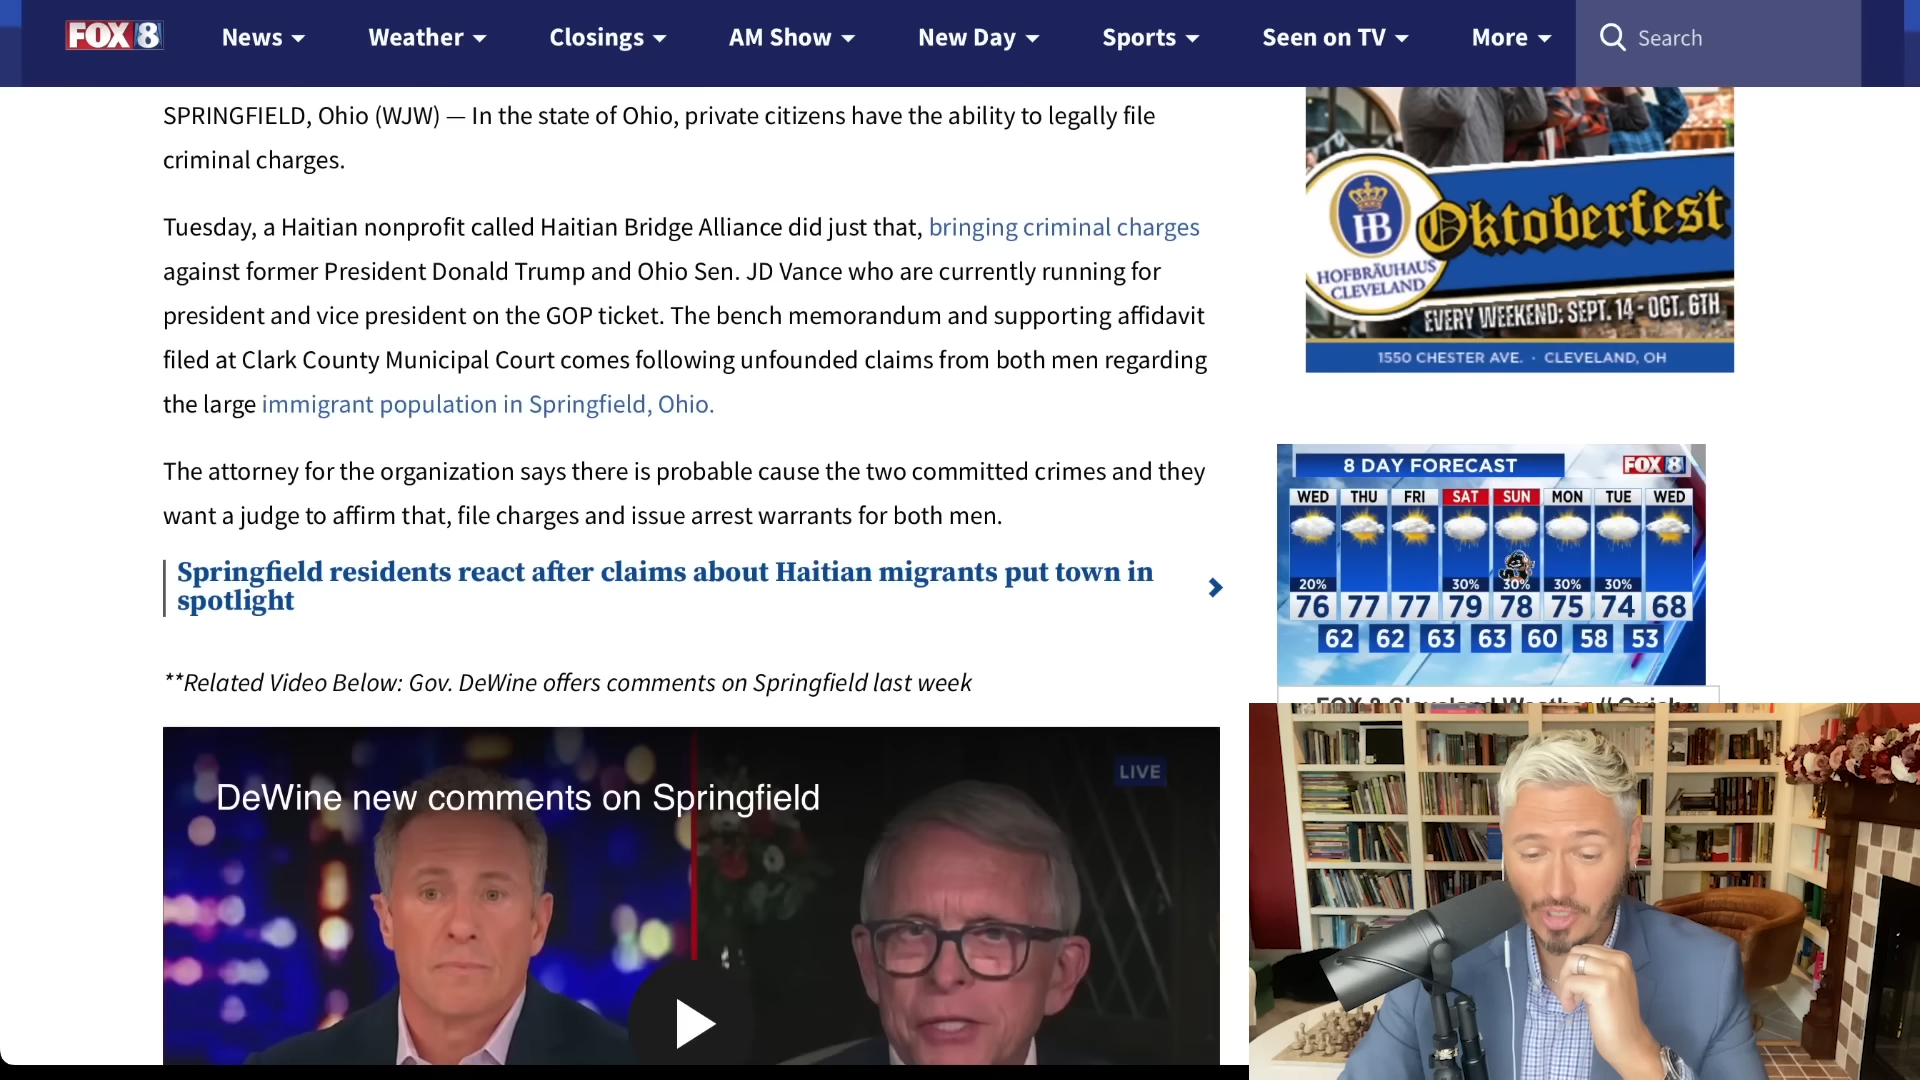 FOX 8
News
Weather
Closings
AM Show
New Day
Sports
Seen on TV
More
Search
SPRINGFIELD, Ohio (WJW) — In the state of Ohio, private citizens have the ability to legally file
criminal charges.
Tuesday, a Haitian nonprofit called Haitian Bridge Alliance did just that, bringing criminal charges
against former President Donald Trump and Ohio Sen. JD Vance who are currently running for
president and vice president on the GOP ticket. The bench memorandum and supporting affidavit
filed at Clark County Municipal Court comes following unfounded claims from both men regarding
the large immigrant population in Springfield, Ohio.
The attorney for the organization says there is probable cause the two committed crimes and they
want a judge to affirm that, file charges and issue arrest warrants for both men.
Springfield residents react after claims about Haitian migrants put town in
spotlight
**Related Video Below: Gov. DeWine offers comments on Springfield last week
DeWine new comments on Springfield
LIVE
HB
Oktoberfest
HOFBRÄUHAUS
CLEVELAND
EVERY WEEKEND: SEPT. 14 - OCT. 6TH
1550 CHESTER AVE. · CLEVELAND, OH
8 DAY FORECAST
FOX 8
WED THU FRI SAT SUN MON TUE WED
20% 30% 30% 30% 30%
76 77 77 79 78 75 74 68
62 62 63 63 60 58 53
FOX 8 Cleveland Weather // Quick